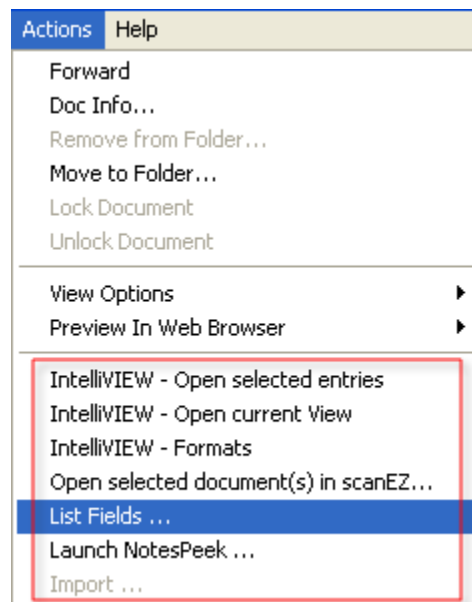 Actions Help
Forward
Doc Info...
Remove from Folder...
Move to Folder...
Lock Document
Unlock Document
View Options
Preview In Web Browser
IntelliVIEW - Open selected entries
IntelliVIEW - Open current View
IntelliVIEW - Formats
Open selected document(s) in scanEZ...
List Fields ...
Launch NotesPeek ...
Import ...